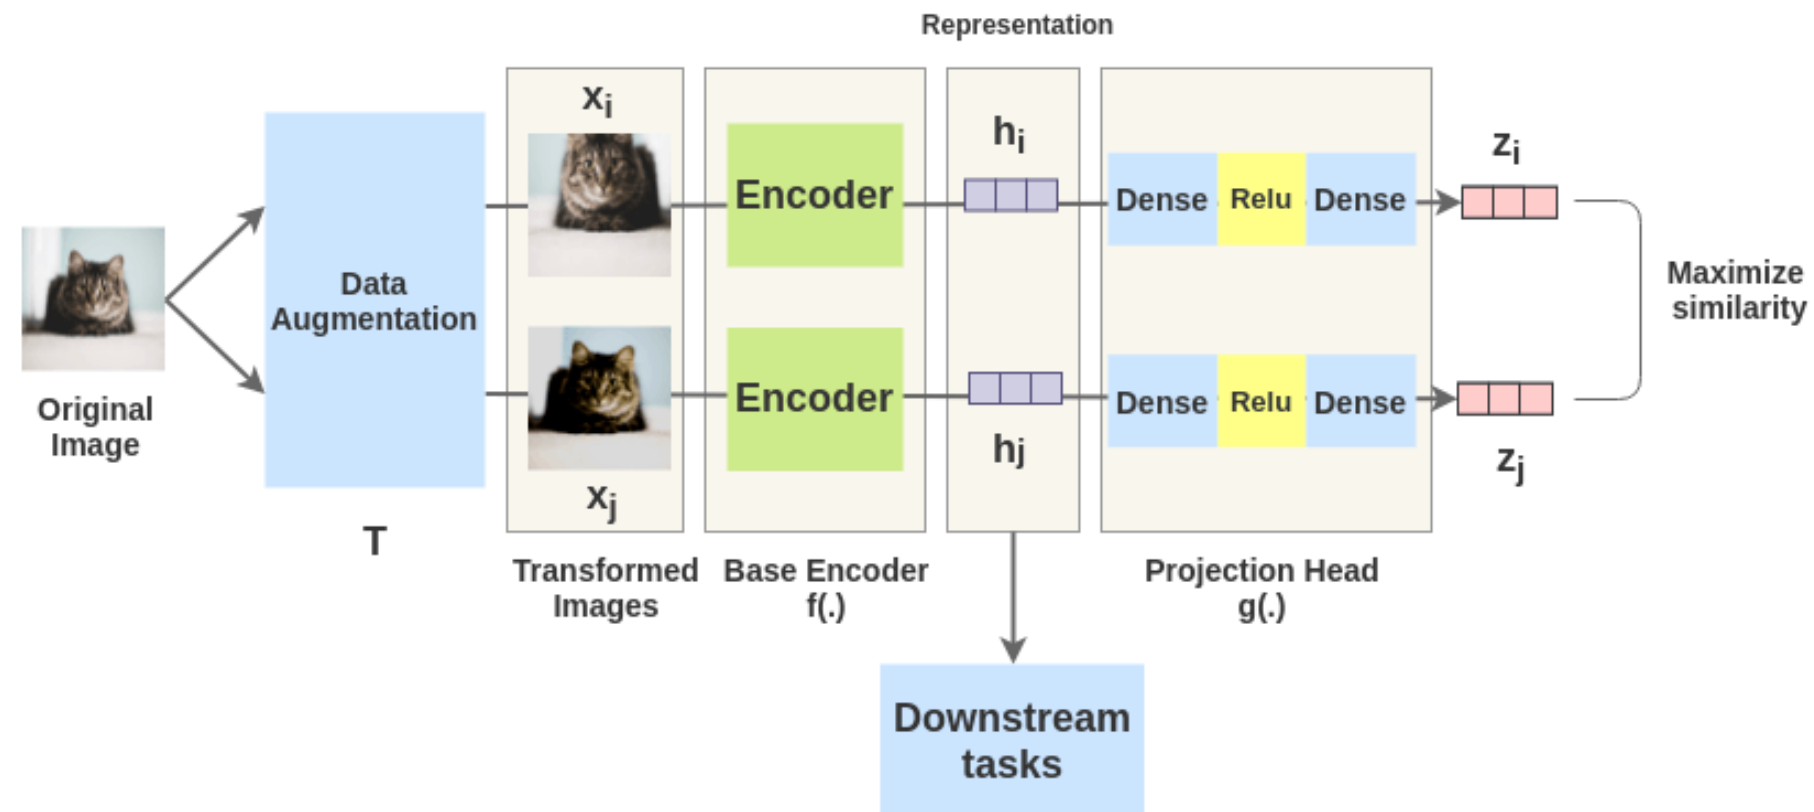 Representation
Original
Image
Data
Augmentation
T
xi
xj
Transformed
Images
Encoder
Encoder
Base Encoder
f(.)
hi
hj
Dense Relu Dense
Dense Relu Dense
Projection Head
g(.)
zi
zj
Maximize
similarity
Downstream
tasks